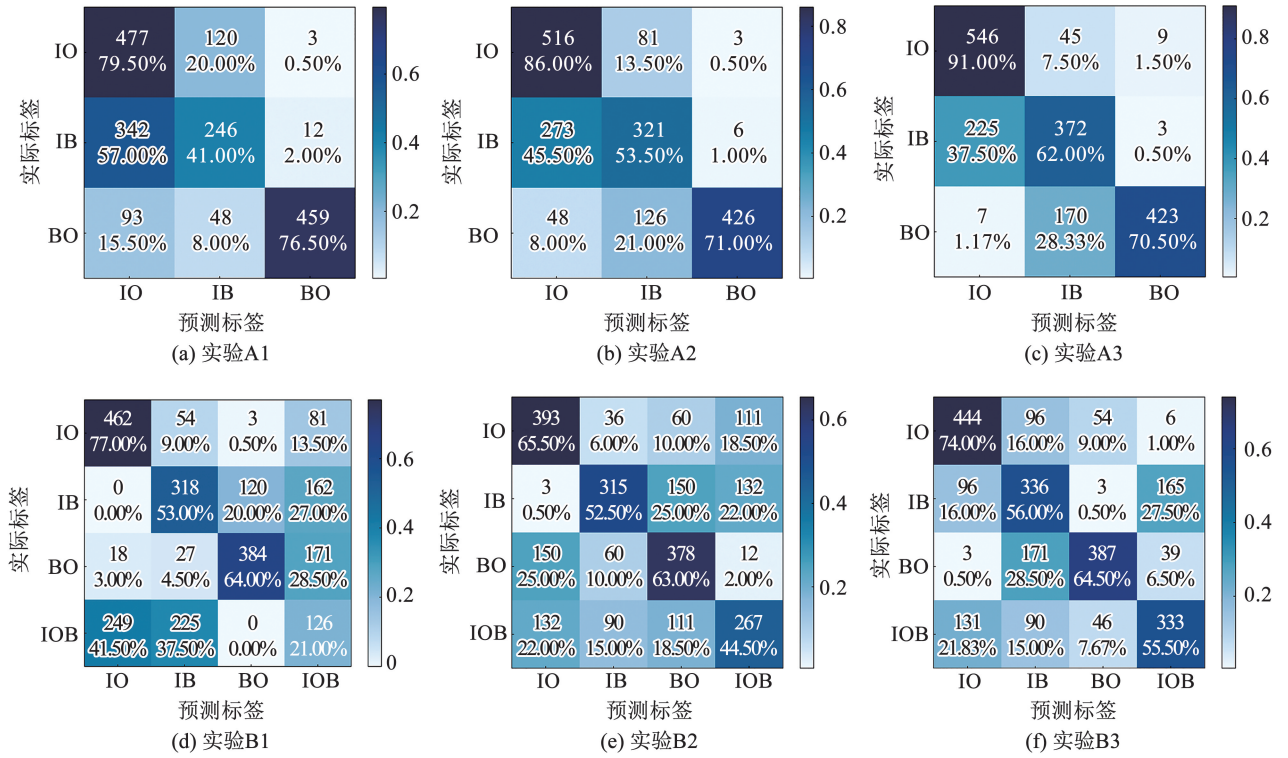 实际标签
IO
477
79.50%
120
20.00%
3
0.50%
IB
342
57.00%
246
41.00%
12
2.00%
BO
93
15.50%
48
8.00%
459
76.50%
IO
IB
BO
预测标签
0.6
0.4
0.2
(a) 实验A1
实际标签
IO
516
86.00%
81
13.50%
3
0.50%
IB
273
45.50%
321
53.50%
6
1.00%
BO
48
8.00%
126
21.00%
426
71.00%
IO
IB
BO
预测标签
0.8
0.6
0.4
0.2
(b) 实验A2
实际标签
IO
546
91.00%
45
7.50%
9
1.50%
IB
225
37.50%
372
62.00%
3
0.50%
BO
7
1.17%
170
28.33%
423
70.50%
IO
IB
BO
预测标签
0.8
0.6
0.4
0.2
(c) 实验A3
实际标签
IO
462
77.00%
54
9.00%
3
0.50%
81
13.50%
IB
0
0.00%
318
53.00%
120
20.00%
162
27.00%
BO
18
3.00%
27
4.50%
384
64.00%
171
28.50%
IOB
249
41.50%
225
37.50%
0
0.00%
126
21.00%
IO
IB
BO
IOB
预测标签
0.6
0.4
0.2
0
(d) 实验B1
实际标签
IO
393
65.50%
36
6.00%
60
10.00%
111
18.50%
IB
3
0.50%
315
52.50%
150
25.00%
132
22.00%
BO
150
25.00%
60
10.00%
378
63.00%
12
2.00%
IOB
132
22.00%
90
15.00%
111
18.50%
267
44.50%
IO
IB
BO
IOB
预测标签
0.6
0.4
0.2
(e) 实验B2
实际标签
IO
444
74.00%
96
16.00%
54
9.00%
6
1.00%
IB
96
16.00%
336
56.00%
3
0.50%
165
27.50%
BO
3
0.50%
171
28.50%
387
64.50%
39
6.50%
IOB
131
21.83%
90
15.00%
46
7.67%
333
55.50%
IO
IB
BO
IOB
预测标签
0.6
0.4
0.2
(f) 实验B3